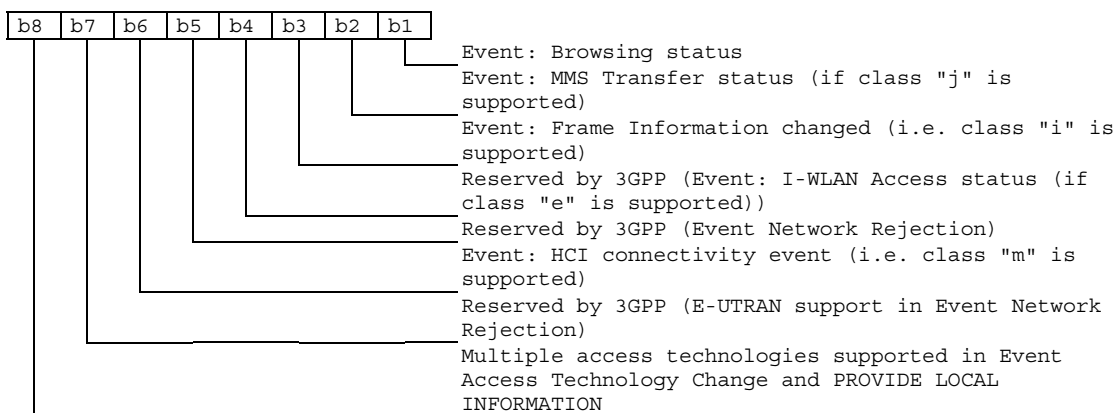 b8 b7 b6 b5 b4 b3 b2 b1
Event: Browsing status
Event: MMS Transfer status (if class "j" is
supported)
Event: Frame Information changed (i.e. class "i" is
supported)
Reserved by 3GPP (Event: I-WLAN Access status (if
class "e" is supported))
Reserved by 3GPP (Event Network Rejection)
Event: HCI connectivity event (i.e. class "m" is
supported)
Reserved by 3GPP (E-UTRAN support in Event Network
Rejection)
Multiple access technologies supported in Event
Access Technology Change and PROVIDE LOCAL
INFORMATION